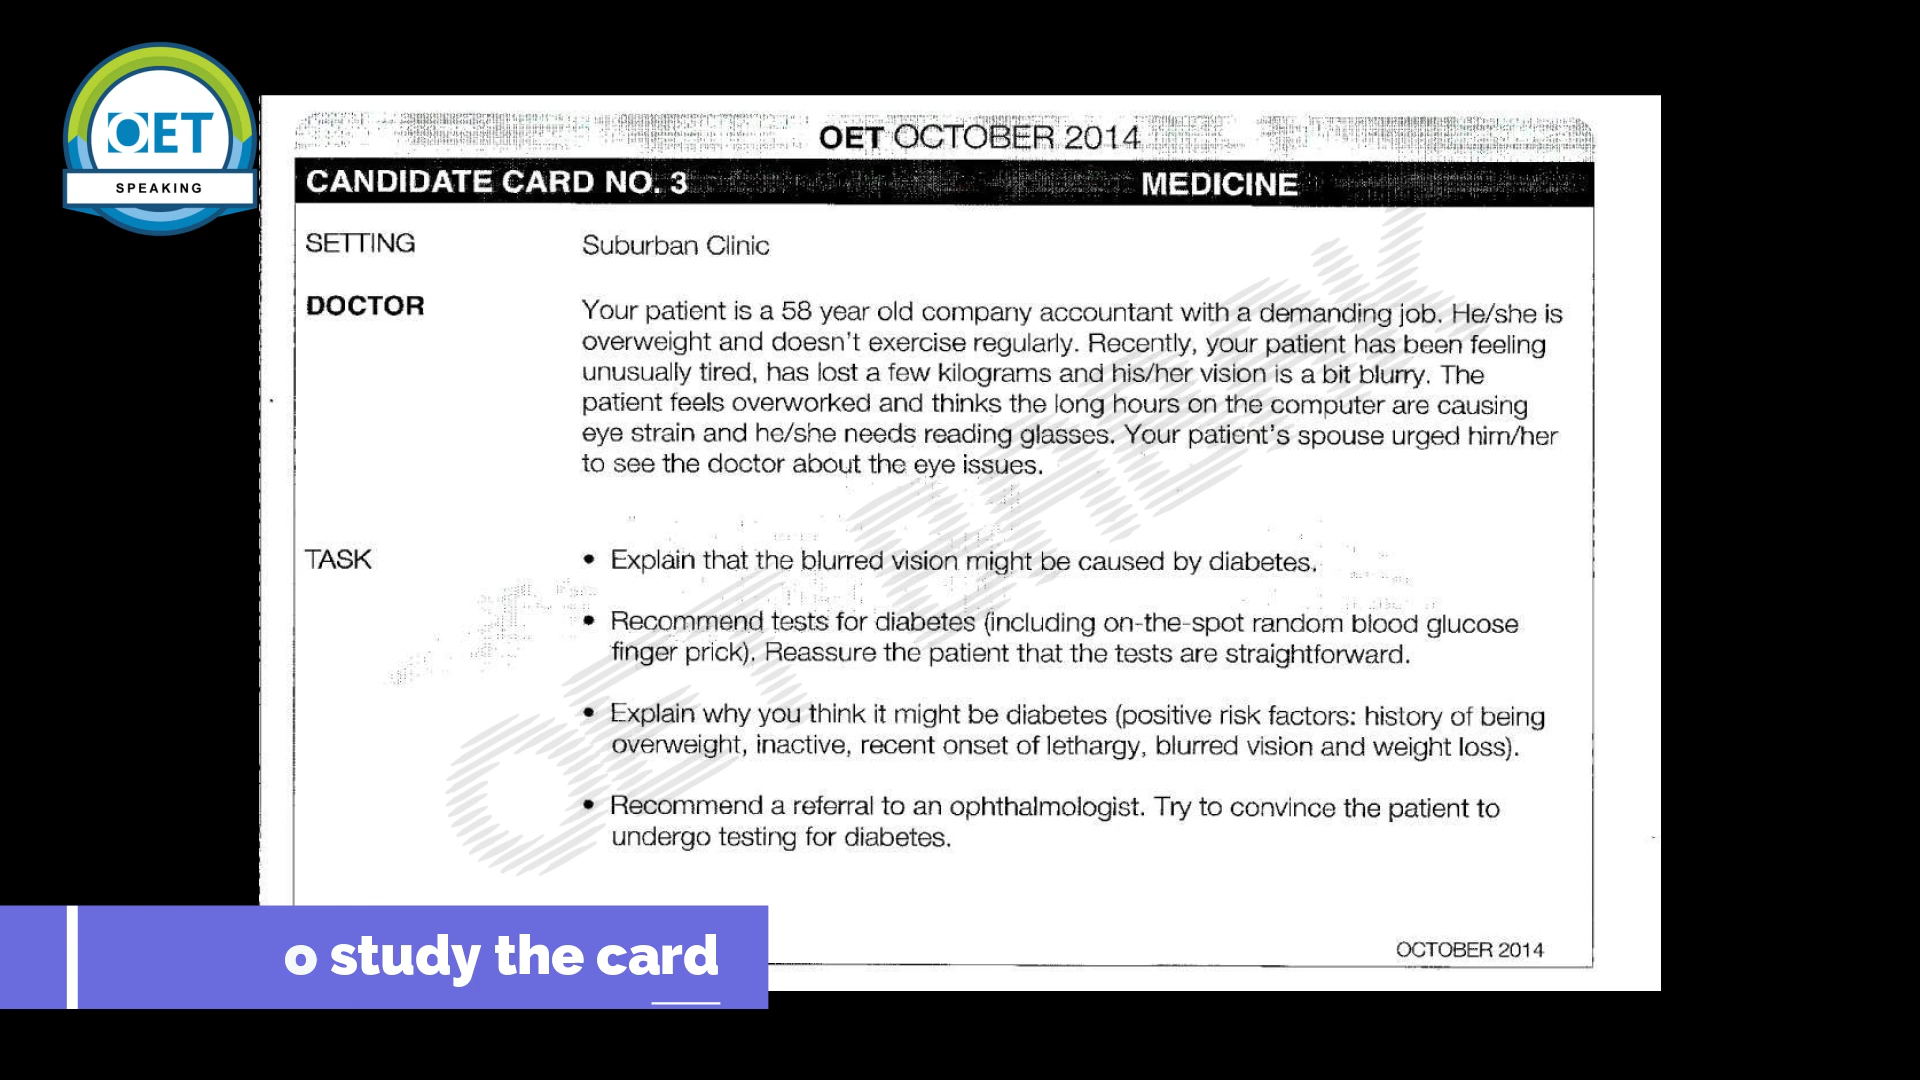 OET
SPEAKING
OET OCTOBER 2014
CANDIDATE CARD NO. 3 MEDICINE
SETTING Suburban Clinic
DOCTOR Your patient is a 58 year old company accountant with a demanding job. He/she is
overweight and doesn't exercise regularly. Recently, your patient has been feeling
unusually tired, has lost a few kilograms and his/her vision is a bit blurry. The
patient feels overworked and thinks the long hours on the computer are causing
eye strain and he/she needs reading glasses. Your patient's spouse urged him/her
to see the doctor about the eye issues.
TASK • Explain that the blurred vision might be caused by diabetes.
• Recommend tests for diabetes (including on-the-spot random blood glucose
finger prick). Reassure the patient that the tests are straightforward.
• Explain why you think it might be diabetes (positive risk factors: history of being
overweight, inactive, recent onset of lethargy, blurred vision and weight loss).
• Recommend a referral to an ophthalmologist. Try to convince the patient to
undergo testing for diabetes.
o study the card
OCTOBER 2014